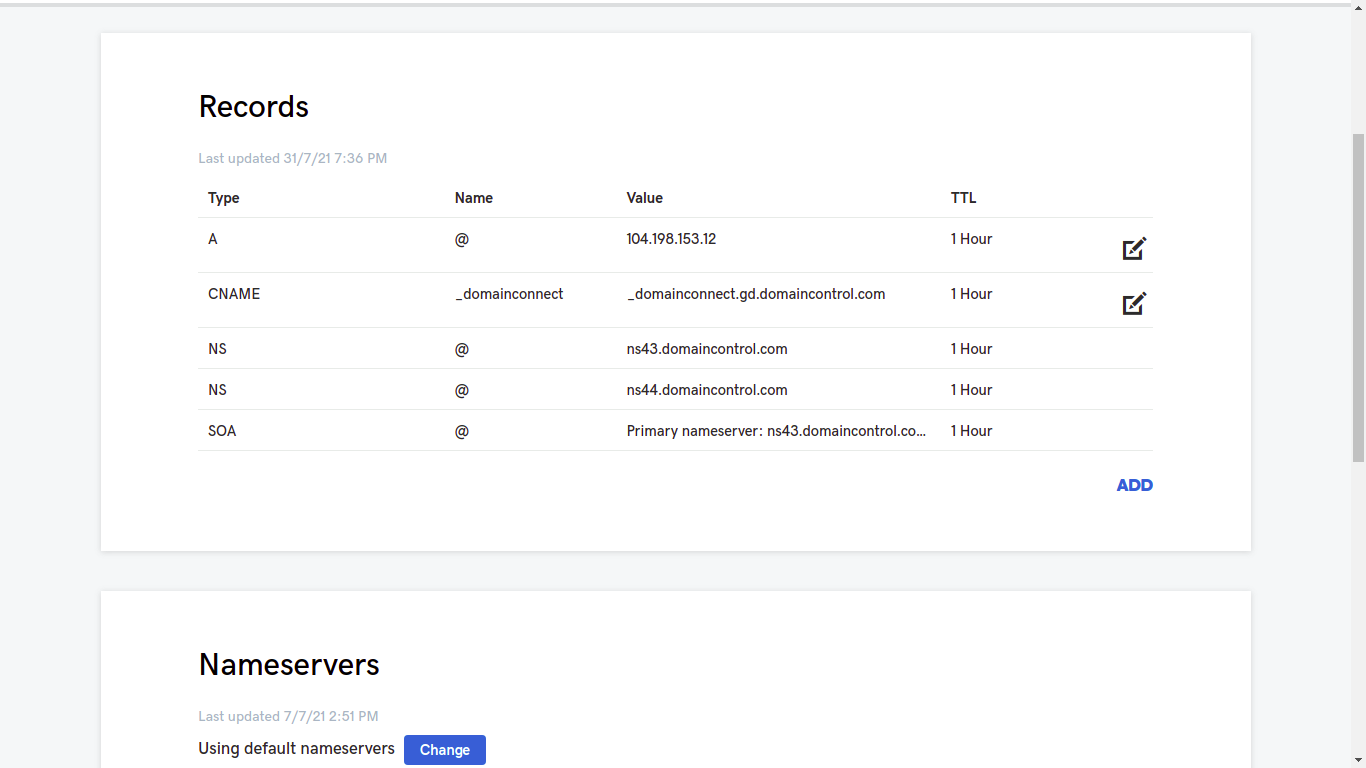 Records
Last updated 31/7/21 7:36 PM
Type Name Value TTL
A @ 104.198.153.12 1 Hour
CNAME _domainconnect _domainconnect.gd.domaincontrol.com 1 Hour
NS @ ns43.domaincontrol.com 1 Hour
NS @ ns44.domaincontrol.com 1 Hour
SOA @ Primary nameserver: ns43.domaincontrol.co... 1 Hour
ADD
Nameservers
Last updated 7/7/21 2:51 PM
Using default nameservers Change